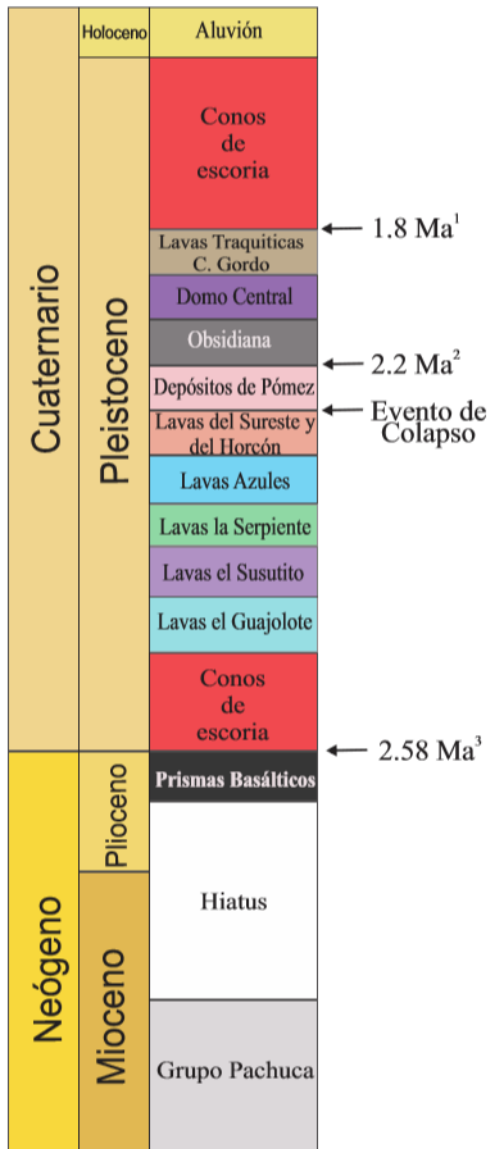 Cuaternario
Neógeno
Holoceno
Pleistoceno
Plioceno
Mioceno
Aluvión
Conos
de
escoria
Lavas Traquiticas
C. Gordo
Domo Central
Obsidiana
Depósitos de Pómez
Lavas del Sureste y
del Horcón
Lavas Azules
Lavas la Serpiente
Lavas el Susutito
Lavas el Guajolote
Conos
de
escoria
Prismas Basálticos
Hiatus
Grupo Pachuca
1.8 Ma¹
2.2 Ma²
Evento de
Colapso
2.58 Ma³